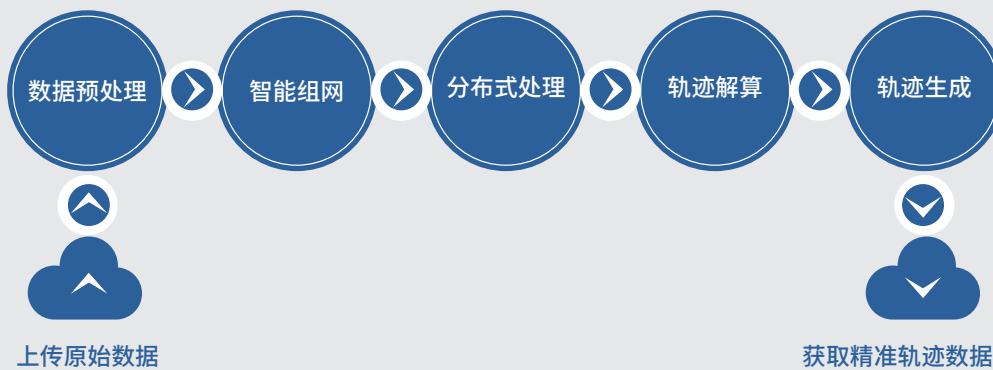 数据预处理
智能组网
分布式处理
轨迹解算
轨迹生成
上传原始数据
获取精准轨迹数据